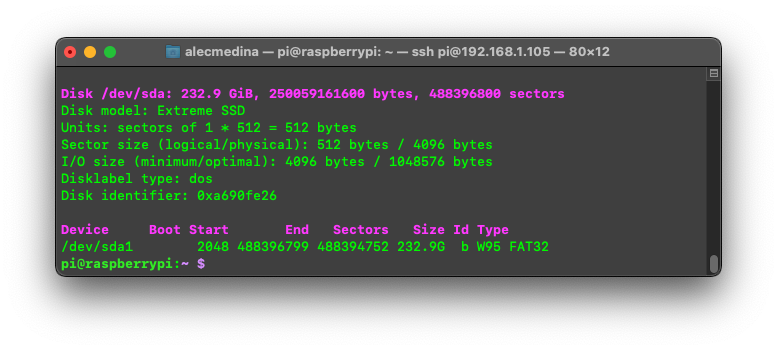 alecmedina — pi@raspberrypi: ~ — ssh pi@192.168.1.105 — 80×12
Disk /dev/sda: 232.9 GiB, 250059161600 bytes, 488396800 sectors
Disk model: Extreme SSD
Units: sectors of 1 * 512 = 512 bytes
Sector size (logical/physical): 512 bytes / 4096 bytes
I/O size (minimum/optimal): 4096 bytes / 1048576 bytes
Disklabel type: dos
Disk identifier: 0xa690fe26
Device     Boot Start       End   Sectors   Size Id Type
/dev/sda1        2048 488396799 488394752 232.9G  b W95 FAT32
pi@raspberrypi:~ $